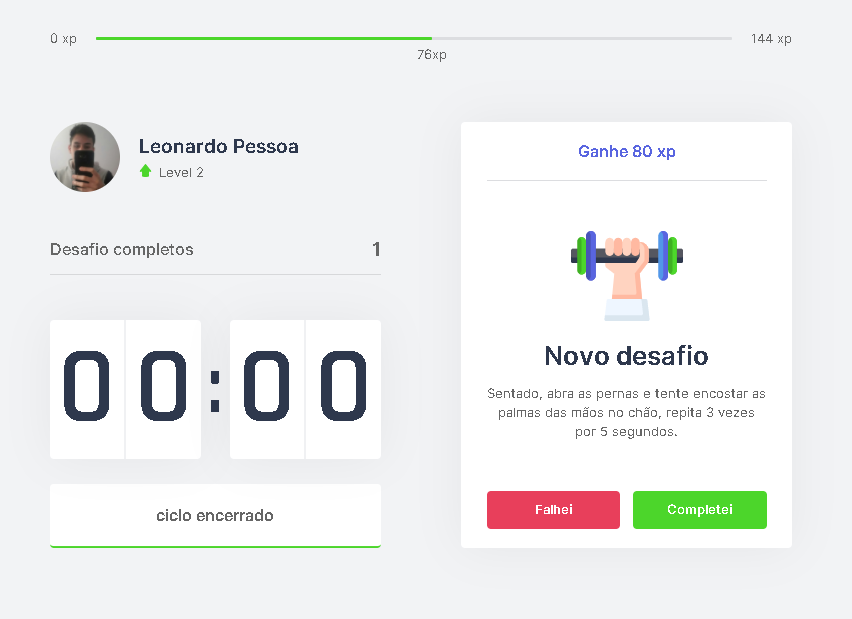 0 xp
144 xp
76xp
Leonardo Pessoa
Level 2
Desafio completos
1
00:00
ciclo encerrado
Ganhe 80 xp
Novo desafio
Sentado, abra as pernas e tente encostar as
palmas das mãos no chão, repita 3 vezes
por 5 segundos.
Falhei
Completei